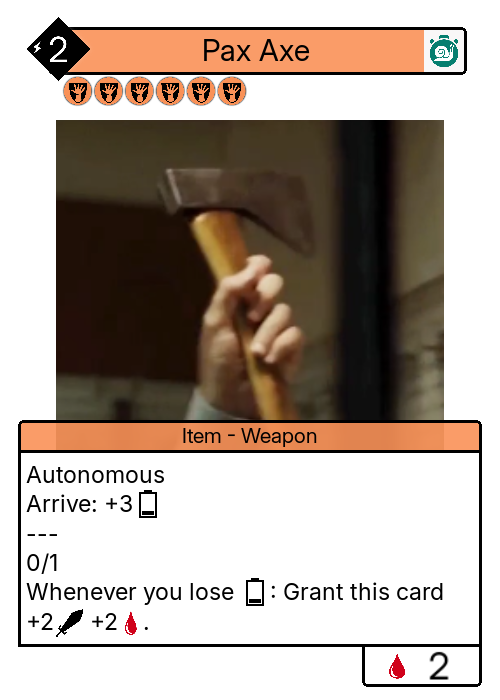 2
Pax Axe
Item - Weapon
Autonomous
Arrive: +3
---
0/1
Whenever you lose : Grant this card
+2 +2 .
2